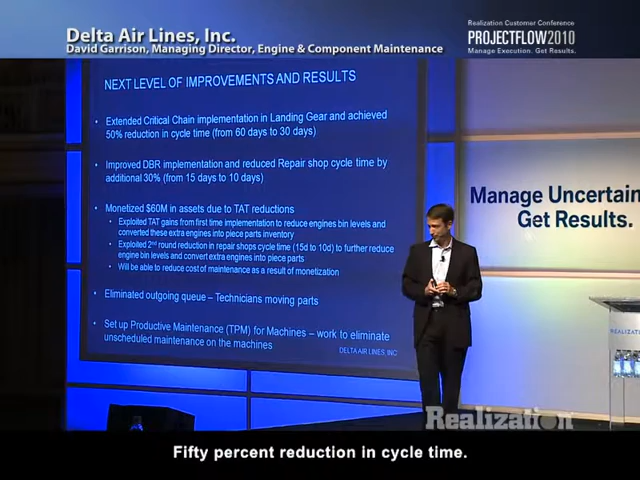 Delta Air Lines, Inc.
David Garrison, Managing Director, Engine & Component Maintenance
Realization Customer Conference
PROJECTFLOW2010
Manage Execution. Get Results.
NEXT LEVEL OF IMPROVEMENTS AND RESULTS
• Extended Critical Chain implementation in Landing Gear and achieved
50% reduction in cycle time (from 60 days to 30 days)
• Improved DBR implementation and reduced Repair shop cycle time by
additional 30% (from 15 days to 10 days)
• Monetized $60M in assets due to TAT reductions
• Exploited TAT gains from first time implementation to reduce engines bin levels and
converted these extra engines into piece parts inventory
• Exploited 2nd round reduction in repair shops cycle time (15d to 10d) to further reduce
engine bin levels and convert extra engines into piece parts
• Will be able to reduce cost of maintenance as a result of monetization
• Eliminated outgoing queue – Technicians moving parts
• Set up Productive Maintenance (TPM) for Machines – work to eliminate
unscheduled maintenance on the machines
DELTA AIR LINES, INC
Manage Uncertain
Get Results.
REALIZAT
Realization
Fifty percent reduction in cycle time.